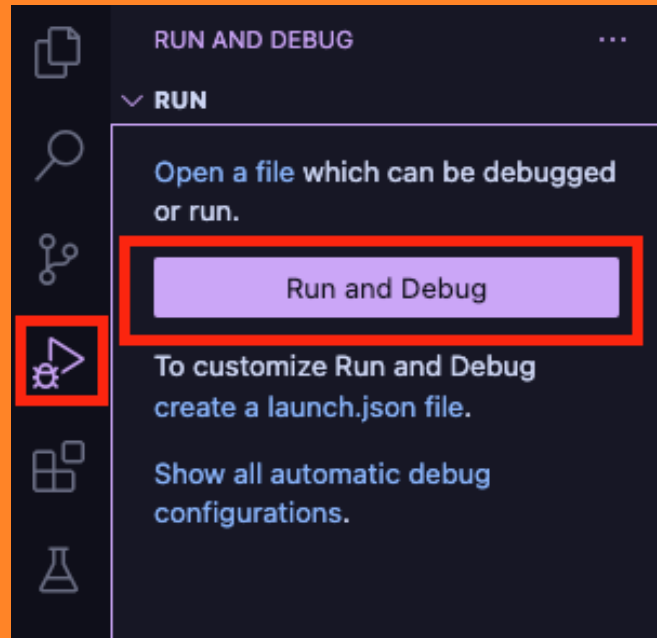 RUN AND DEBUG ...
RUN
Open a file which can be debugged
or run.
Run and Debug
To customize Run and Debug
create a launch.json file.
Show all automatic debug
configurations.